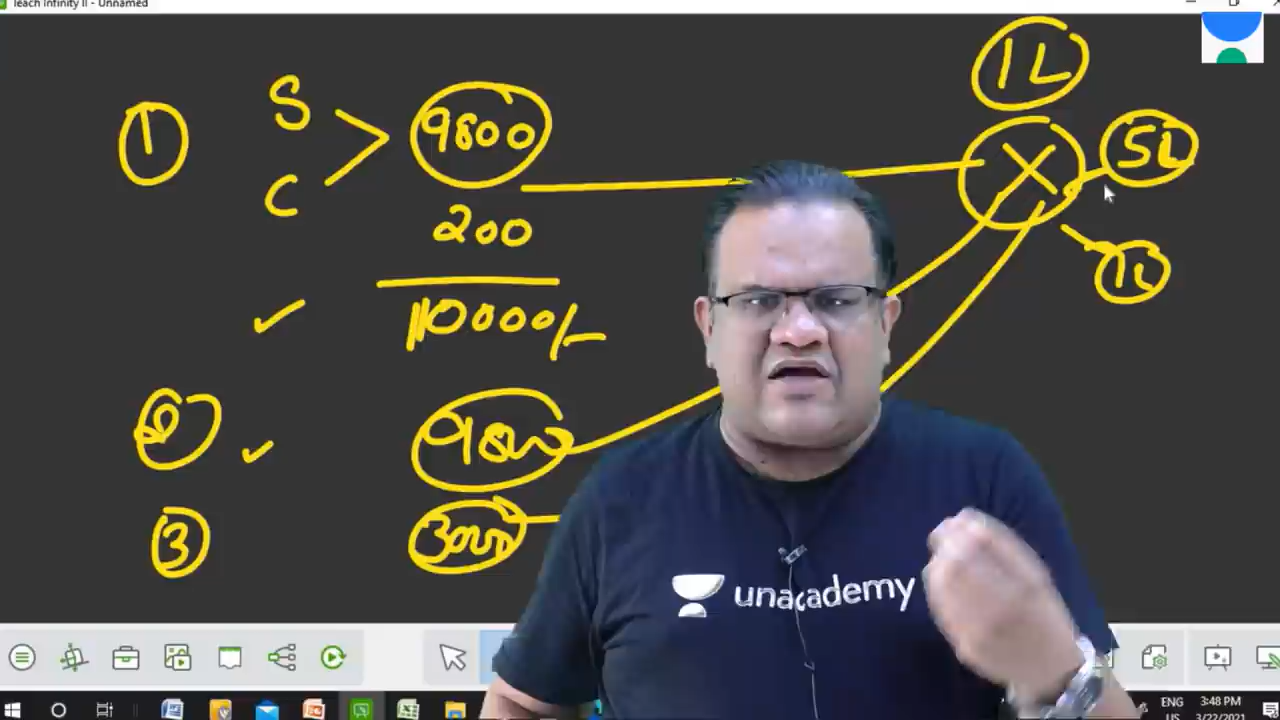 Teach Infinity II - Unnamed
1L
1
S
9800
5L
C
200
1L
10000/-
2
3
3000
unacademy
ENG
US
3:48 PM
3/22/2021